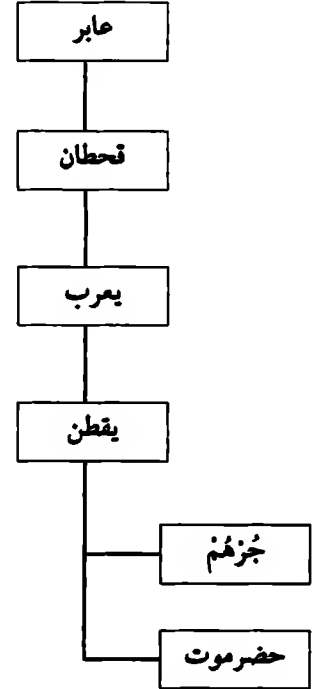 عابر
قحطان
يعرب
يقطن
جُرْهُمْ
حضرموت